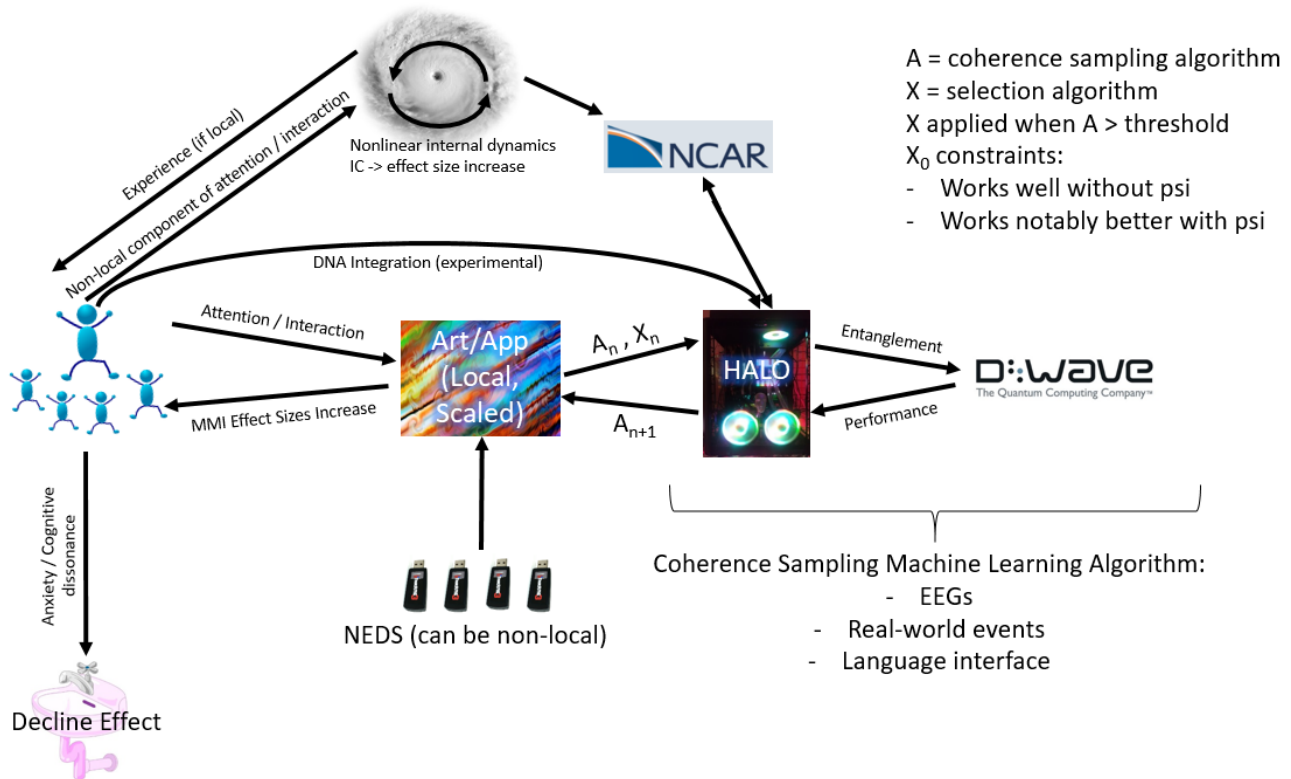 A = coherence sampling algorithm
X = selection algorithm
X applied when A > threshold
X₀ constraints:
- Works well without psi
- Works notably better with psi
Nonlinear internal dynamics
IC -> effect size increase
NCAR
Experience (if local)
Non-local component of attention / interaction
DNA Integration (experimental)
Attention / Interaction
MMI Effect Sizes Increase
Art/App
(Local,
Scaled)
Aₙ , Xₙ
Aₙ₊₁
HALO
Entanglement
Performance
D:Wave
The Quantum Computing Company™
Anxiety / Cognitive
dissonance
NEDS (can be non-local)
Coherence Sampling Machine Learning Algorithm:
- EEGs
- Real-world events
- Language interface
Decline Effect